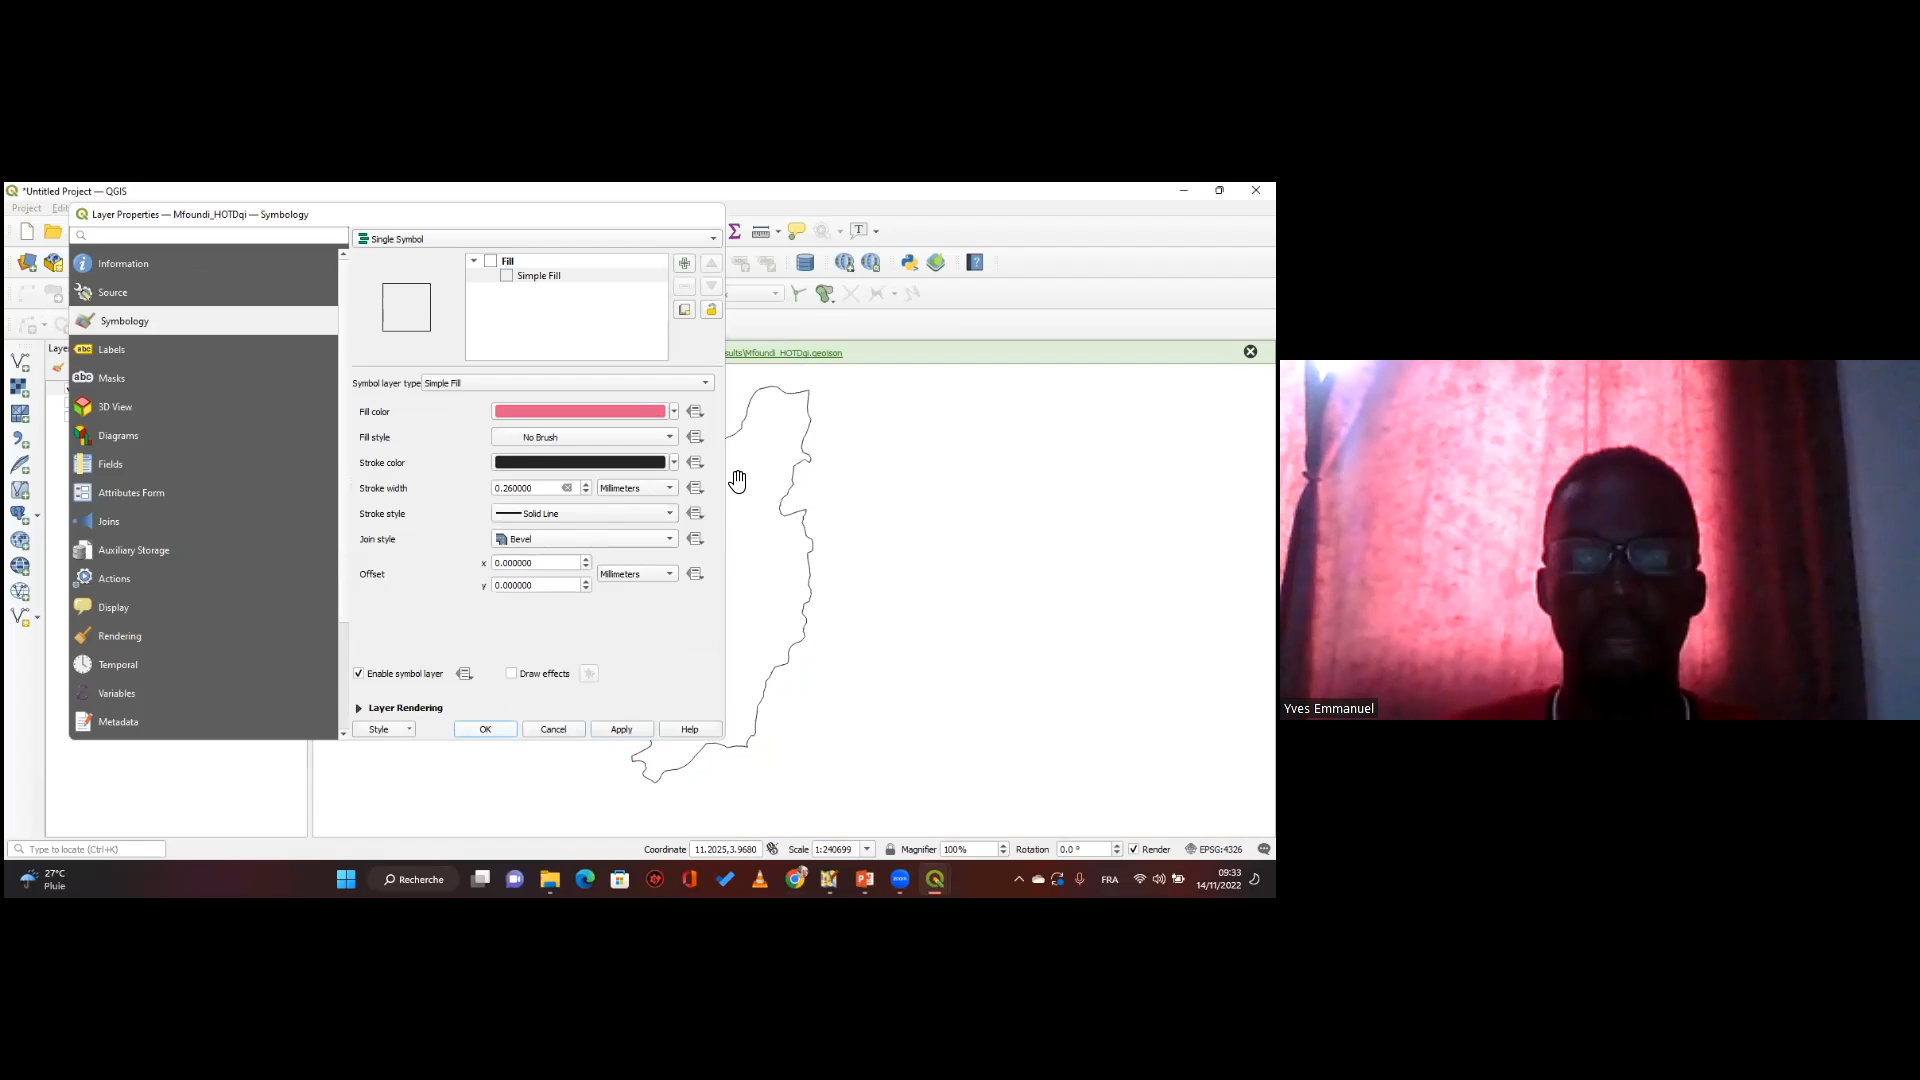 *Untitled Project — QGIS
Project Edit
Layer Properties — Mfoundi_HOTDqi — Symbology
Single Symbol
Information
Source
Symbology
Labels
Masks
3D View
Diagrams
Fields
Attributes Form
Joins
Auxiliary Storage
Actions
Display
Rendering
Temporal
Variables
Metadata
Fill
Simple Fill
Symbol layer type Simple Fill
Fill color
Fill style No Brush
Stroke color
Stroke width 0.260000 Millimeters
Stroke style Solid Line
Join style Bevel
Offset x 0.000000 Millimeters
y 0.000000
Enable symbol layer Draw effects
Layer Rendering
Style OK Cancel Apply Help
sults\Mfoundi_HOTDqi.geojson
Laye
Type to locate (Ctrl+K)
Coordinate 11.2025,3.9680 Scale 1:240699 Magnifier 100% Rotation 0.0 ° Render EPSG:4326
27°C
Pluie
Recherche
FRA
09:33
14/11/2022
Yves Emmanuel